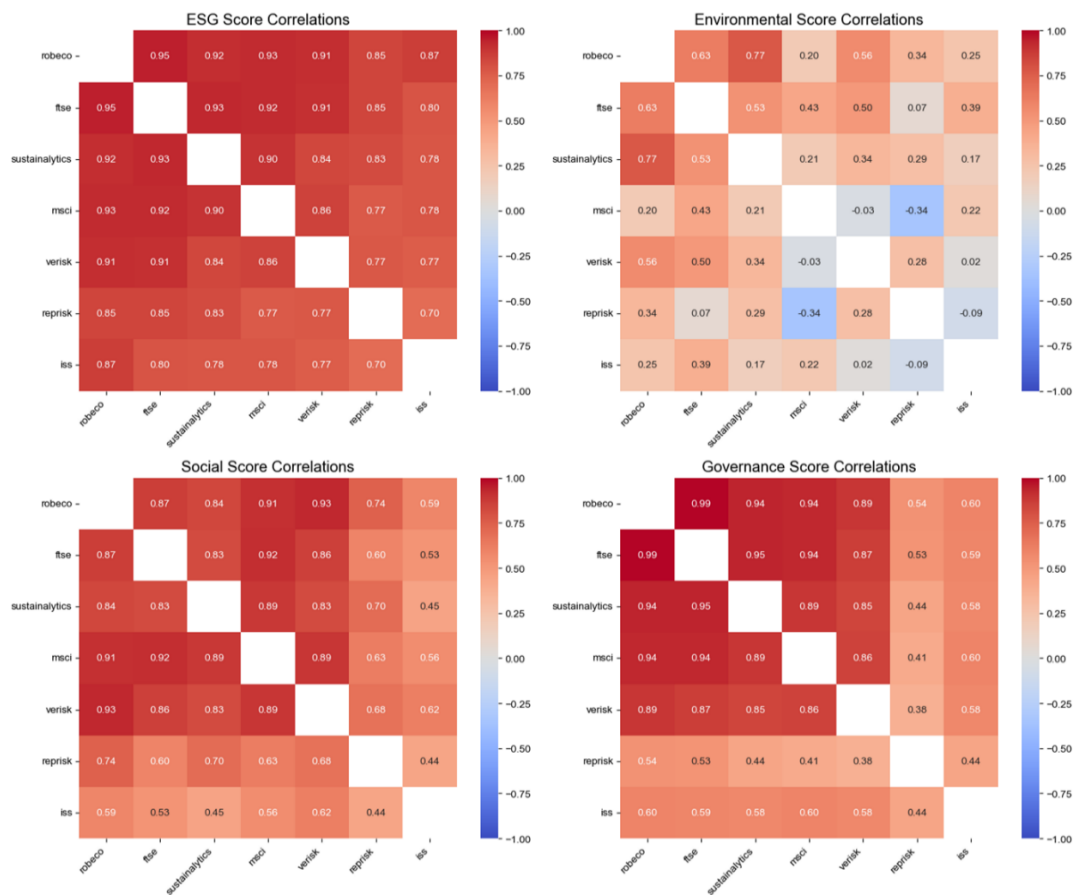 ESG Score Correlations
robeco 0.95 0.92 0.93 0.91 0.85 0.87
ftse 0.95 0.93 0.92 0.91 0.85 0.80
sustainalytics 0.92 0.93 0.90 0.84 0.83 0.78
msci 0.93 0.92 0.90 0.86 0.77 0.78
verisk 0.91 0.91 0.84 0.86 0.77 0.77
reprisk 0.85 0.85 0.83 0.77 0.77 0.70
iss 0.87 0.80 0.78 0.78 0.77 0.70
robeco ftse sustainalytics msci verisk reprisk iss
1.00
0.75
0.50
0.25
0.00
−0.25
−0.50
−0.75
−1.00
Environmental Score Correlations
robeco 0.63 0.77 0.20 0.56 0.34 0.25
ftse 0.63 0.53 0.43 0.50 0.07 0.39
sustainalytics 0.77 0.53 0.21 0.34 0.29 0.17
msci 0.20 0.43 0.21 -0.03 -0.34 0.22
verisk 0.56 0.50 0.34 -0.03 0.28 0.02
reprisk 0.34 0.07 0.29 -0.34 0.28 -0.09
iss 0.25 0.39 0.17 0.22 0.02 -0.09
robeco ftse sustainalytics msci verisk reprisk iss
1.00
0.75
0.50
0.25
0.00
−0.25
−0.50
−0.75
−1.00
Social Score Correlations
robeco 0.87 0.84 0.91 0.93 0.74 0.59
ftse 0.87 0.83 0.92 0.86 0.60 0.53
sustainalytics 0.84 0.83 0.89 0.83 0.70 0.45
msci 0.91 0.92 0.89 0.89 0.63 0.56
verisk 0.93 0.86 0.83 0.89 0.68 0.62
reprisk 0.74 0.60 0.70 0.63 0.68 0.44
iss 0.59 0.53 0.45 0.56 0.62 0.44
robeco ftse sustainalytics msci verisk reprisk iss
1.00
0.75
0.50
0.25
0.00
−0.25
−0.50
−0.75
−1.00
Governance Score Correlations
robeco 0.99 0.94 0.94 0.89 0.54 0.60
ftse 0.99 0.95 0.94 0.87 0.53 0.59
sustainalytics 0.94 0.95 0.89 0.85 0.44 0.58
msci 0.94 0.94 0.89 0.86 0.41 0.60
verisk 0.89 0.87 0.85 0.86 0.38 0.58
reprisk 0.54 0.53 0.44 0.41 0.38 0.44
iss 0.60 0.59 0.58 0.60 0.58 0.44
robeco ftse sustainalytics msci verisk reprisk iss
1.00
0.75
0.50
0.25
0.00
−0.25
−0.50
−0.75
−1.00